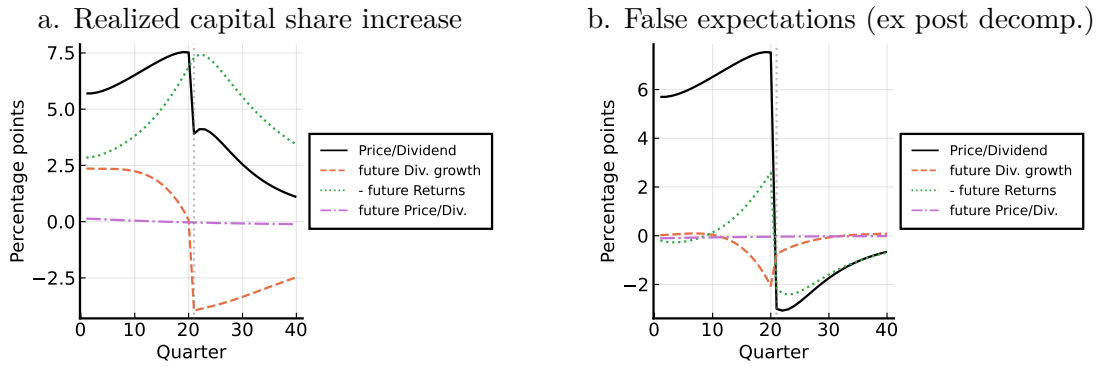 a. Realized capital share increase
Percentage points
7.5
5.0
2.5
0.0
−2.5
0 10 20 30 40
Quarter
Price/Dividend
future Div. growth
- future Returns
future Price/Div.
b. False expectations (ex post decomp.)
Percentage points
6
4
2
0
−2
0 10 20 30 40
Quarter
Price/Dividend
future Div. growth
- future Returns
future Price/Div.